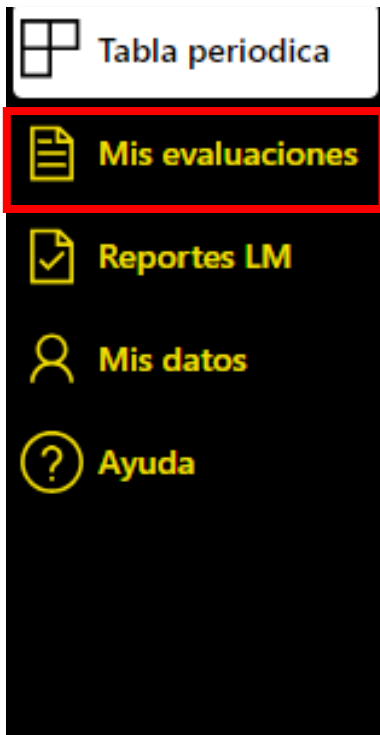 Tabla periodica
Mis evaluaciones
Reportes LM
Mis datos
Ayuda